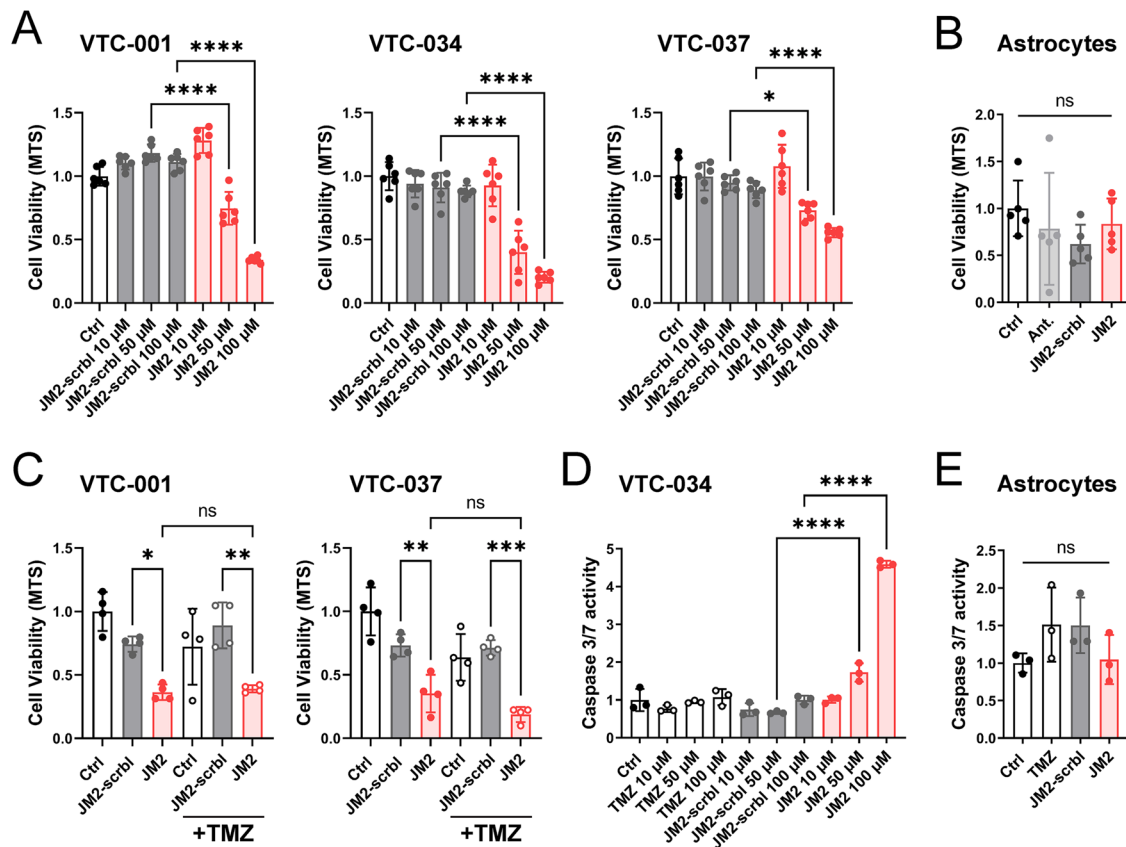 A
VTC-001
****
****
Cell Viability (MTS)
1.5
1.0
0.5
0.0
Ctrl
JM2-scrbl 10 µM
JM2-scrbl 50 µM
JM2-scrbl 100 µM
JM2 10 µM
JM2 50 µM
JM2 100 µM
VTC-034
****
****
Cell Viability (MTS)
1.5
1.0
0.5
0.0
Ctrl
JM2-scrbl 10 µM
JM2-scrbl 50 µM
JM2-scrbl 100 µM
JM2 10 µM
JM2 50 µM
JM2 100 µM
VTC-037
****
*
Cell Viability (MTS)
1.5
1.0
0.5
0.0
Ctrl
JM2-scrbl 10 µM
JM2-scrbl 50 µM
JM2-scrbl 100 µM
JM2 10 µM
JM2 50 µM
JM2 100 µM
B
Astrocytes
ns
Cell Viability (MTS)
2.0
1.5
1.0
0.5
0.0
Ctrl
Ant.
JM2-scrbl
JM2
C
VTC-001
ns
*
**
Cell Viability (MTS)
1.5
1.0
0.5
0.0
Ctrl
JM2-scrbl
JM2
Ctrl
JM2-scrbl
JM2
+TMZ
VTC-037
ns
**
***
Cell Viability (MTS)
1.5
1.0
0.5
0.0
Ctrl
JM2-scrbl
JM2
Ctrl
JM2-scrbl
JM2
+TMZ
D
VTC-034
****
****
Caspase 3/7 activity
5
4
3
2
1
0
Ctrl
TMZ 10 µM
TMZ 50 µM
TMZ 100 µM
JM2-scrbl 10 µM
JM2-scrbl 50 µM
JM2-scrbl 100 µM
JM2 10 µM
JM2 50 µM
JM2 100 µM
E
Astrocytes
ns
Caspase 3/7 activity
2.5
2.0
1.5
1.0
0.5
0.0
Ctrl
TMZ
JM2-scrbl
JM2